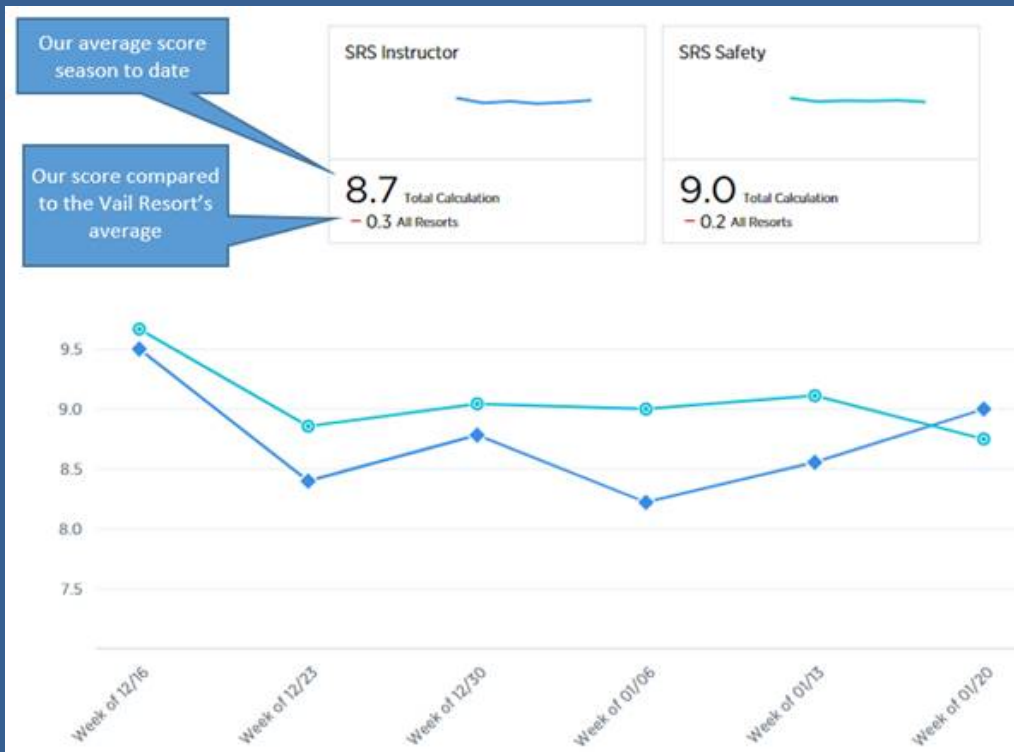 Our average score
season to date
Our score compared
to the Vail Resort's
average
SRS Instructor
8.7 Total Calculation
− 0.3 All Resorts
SRS Safety
9.0 Total Calculation
− 0.2 All Resorts
9.5
9.0
8.5
8.0
7.5
Week of 12/16
Week of 12/23
Week of 12/30
Week of 01/06
Week of 01/13
Week of 01/20